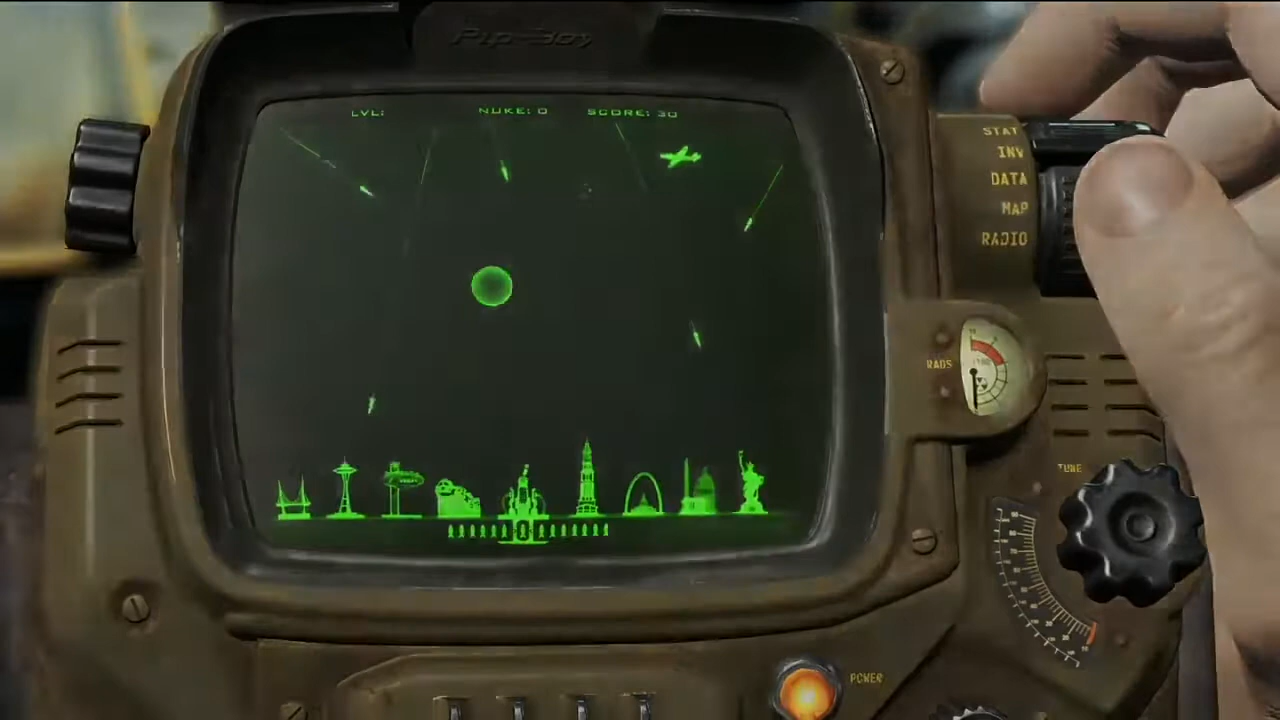 Pip-Boy
LVL: NUKE: 0 SCORE: 30
STAT
INV
DATA
MAP
RADIO
RADS
TUNE
POWER